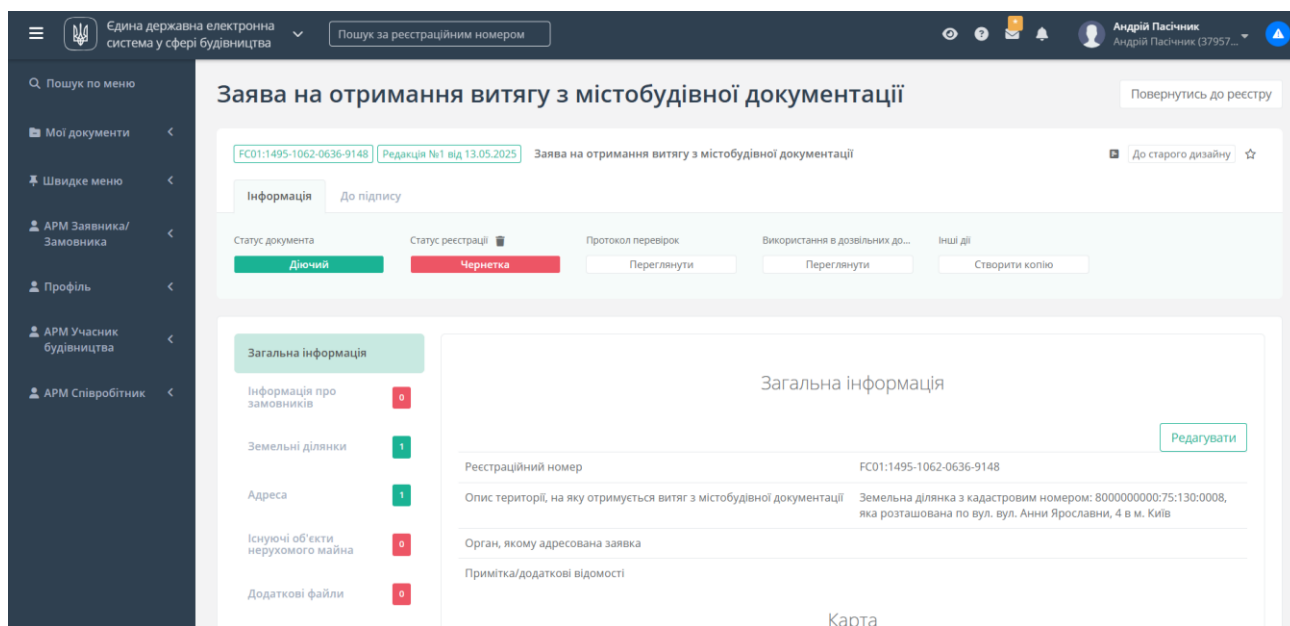 Єдина державна електронна
система у сфері будівництва
Пошук за реєстраційним номером
Андрій Пасічник
Андрій Пасічник (37957...
Пошук по меню
Мої документи
Швидке меню
АРМ Заявника/
Замовника
Профіль
АРМ Учасник
будівництва
АРМ Співробітник
Заява на отримання витягу з містобудівної документації
Повернутись до реєстру
FC01:1495-1062-0636-9148
Редакція №1 від 13.05.2025
Заява на отримання витягу з містобудівної документації
До старого дизайну
Інформація
До підпису
Статус документа
Статус реєстрації
Протокол перевірок
Використання в дозвільних до...
Інші дії
Діючий
Чернетка
Переглянути
Переглянути
Створити копію
Загальна інформація
Інформація про
замовників
0
Земельні ділянки
1
Адреса
1
Існуючі об'єкти
нерухомого майна
0
Додаткові файли
0
Загальна інформація
Редагувати
Реєстраційний номер
FC01:1495-1062-0636-9148
Опис території, на яку отримується витяг з містобудівної документації
Земельна ділянка з кадастровим номером: 8000000000:75:130:0008,
яка розташована по вул. вул. Анни Ярославни, 4 в м. Київ
Орган, якому адресована заявка
Примітка/додаткові відомості
Карта